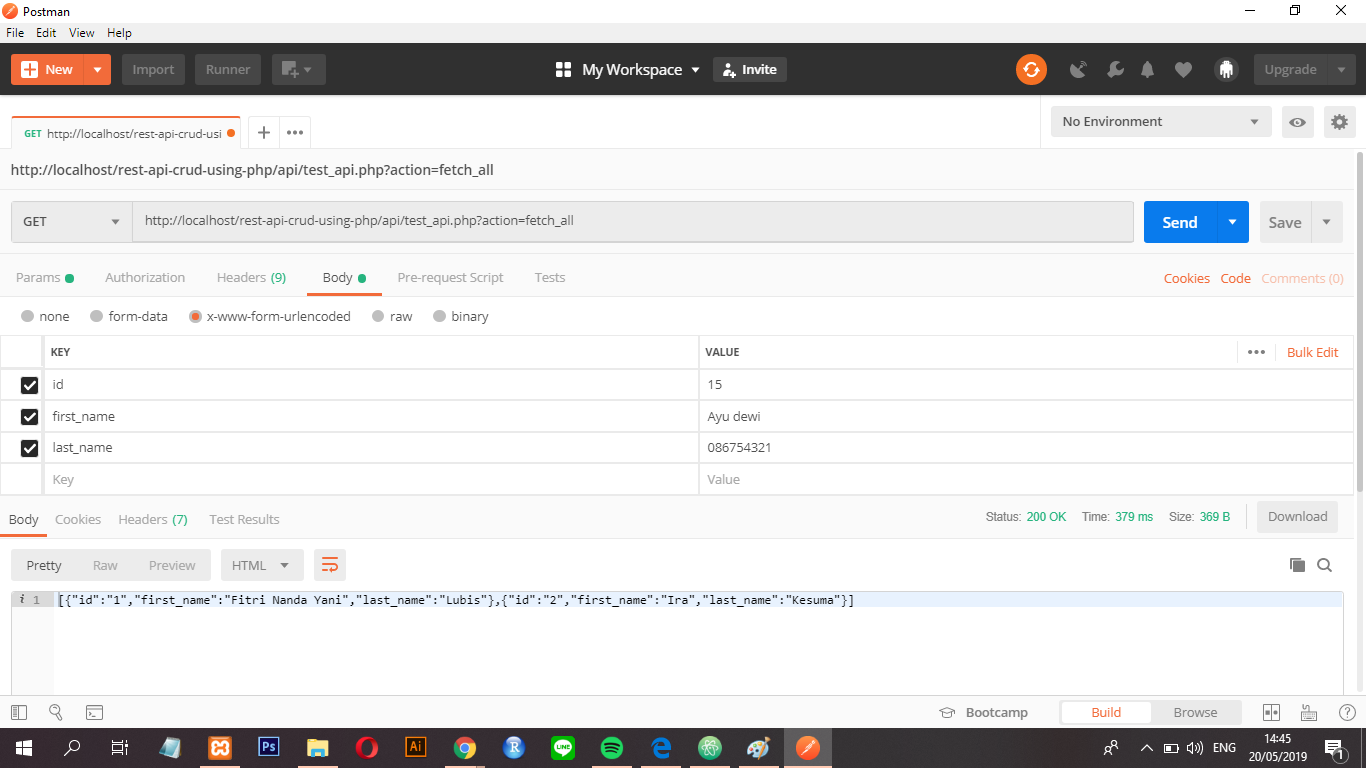 Postman
File Edit View Help
New Import Runner My Workspace Invite Upgrade
GET http://localhost/rest-api-crud-usi No Environment
http://localhost/rest-api-crud-using-php/api/test_api.php?action=fetch_all
GET http://localhost/rest-api-crud-using-php/api/test_api.php?action=fetch_all Send Save
Params Authorization Headers (9) Body Pre-request Script Tests Cookies Code Comments (0)
none form-data x-www-form-urlencoded raw binary
KEY VALUE Bulk Edit
id 15
first_name Ayu dewi
last_name 086754321
Key Value
Body Cookies Headers (7) Test Results Status: 200 OK Time: 379 ms Size: 369 B Download
Pretty Raw Preview HTML
i 1 [{"id":"1","first_name":"Fitri Nanda Yani","last_name":"Lubis"},{"id":"2","first_name":"Ira","last_name":"Kesuma"}]
Bootcamp Build Browse
Ps Ai R LINE ENG 14:45
20/05/2019 1